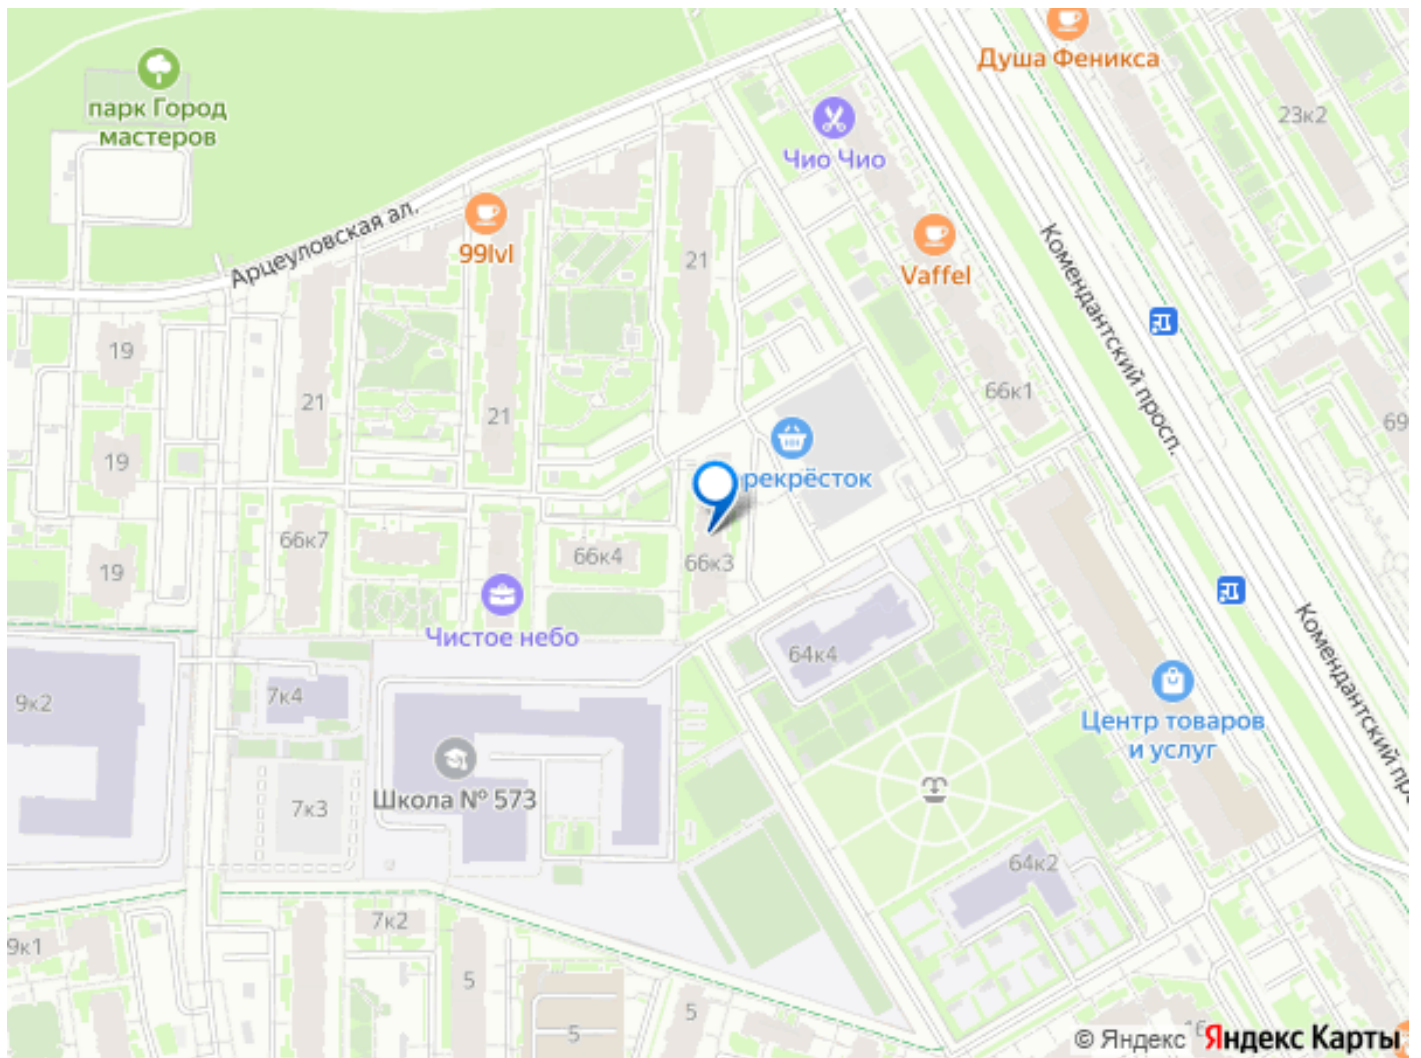 Душа Феникса
парк Город
мастеров
23к2
Чио Чио
Арцеуловская ал.
99lvl
Vaffel
21
Комендантский просп.
19
21
21
66к1
69
19
рекрёсток
66к7
66к4
66к3
19
Чистое небо
64к4
7к4
9к2
Комендантский пр
Центр товаров
и услуг
Школа № 573
7к3
64к2
7к2
9к1
5
5
5
16
© Яндекс Яндекс Карты